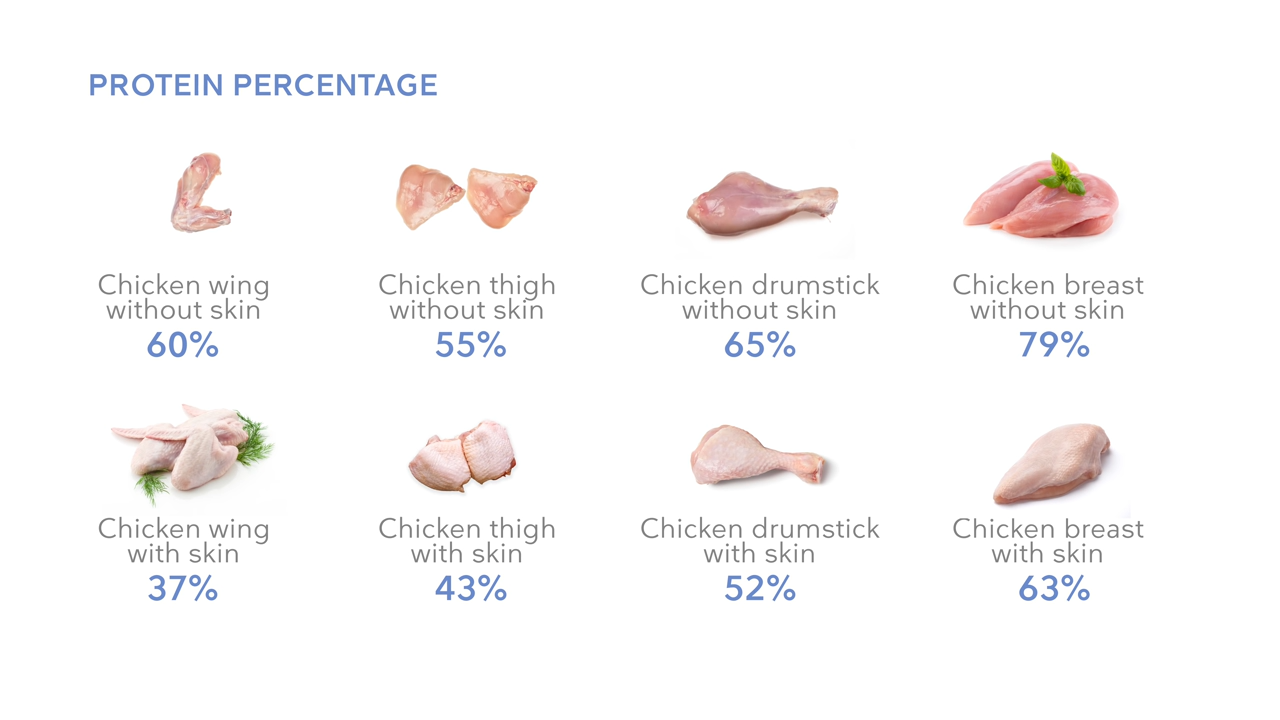 PROTEIN PERCENTAGE
Chicken wing
without skin
60%
Chicken thigh
without skin
55%
Chicken drumstick
without skin
65%
Chicken breast
without skin
79%
Chicken wing
with skin
37%
Chicken thigh
with skin
43%
Chicken drumstick
with skin
52%
Chicken breast
with skin
63%